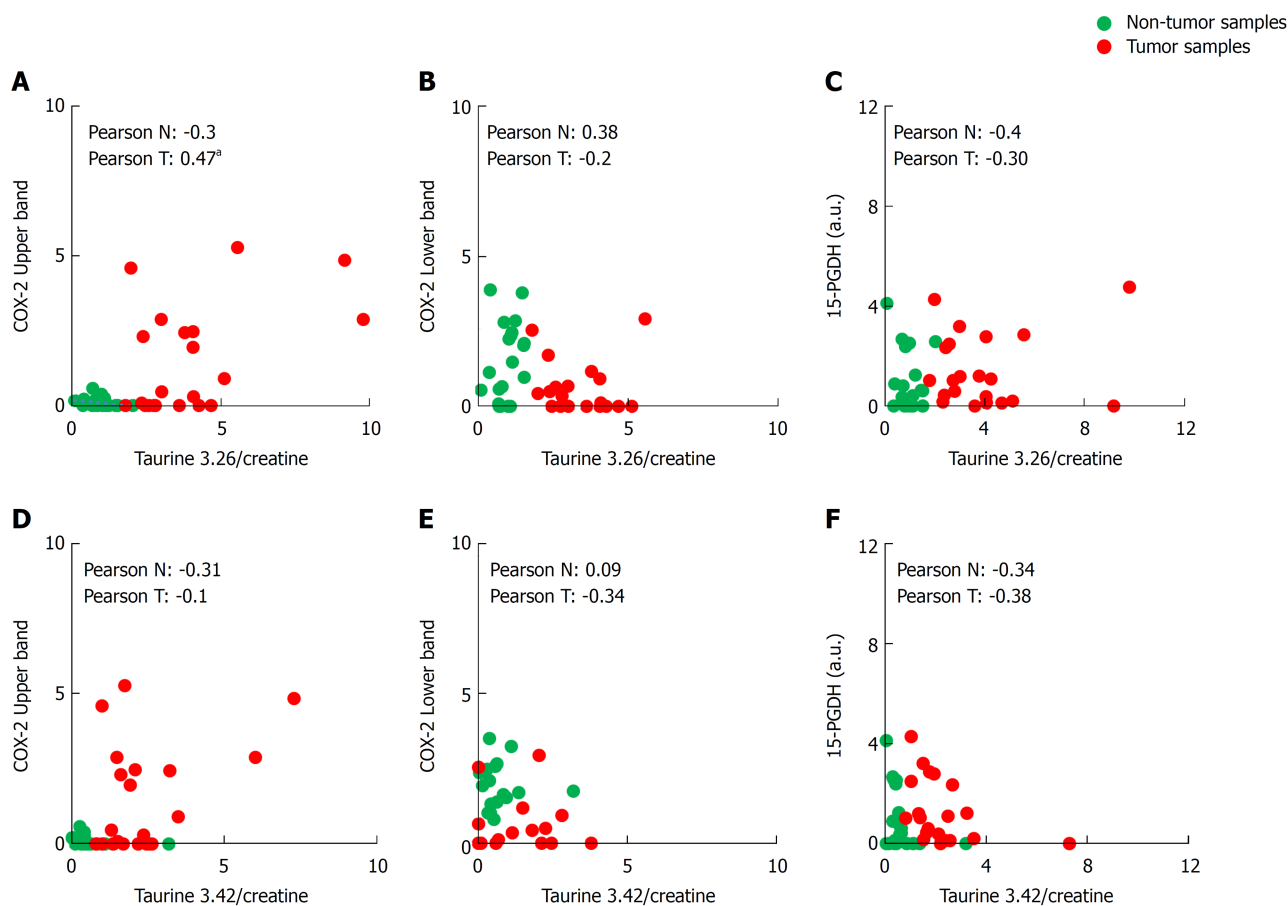 Non-tumor samples
Tumor samples
A
10
Pearson N: -0.3
Pearson T: 0.47ᵃ
COX-2 Upper band
5
0
0
5
10
Taurine 3.26/creatine
B
10
Pearson N: 0.38
Pearson T: -0.2
COX-2 Lower band
5
0
0
5
10
Taurine 3.26/creatine
C
12
Pearson N: -0.4
Pearson T: -0.30
15-PGDH (a.u.)
8
4
0
0
4
8
12
Taurine 3.26/creatine
D
10
Pearson N: -0.31
Pearson T: -0.1
COX-2 Upper band
5
0
0
5
10
Taurine 3.42/creatine
E
10
Pearson N: 0.09
Pearson T: -0.34
COX-2 Lower band
5
0
0
5
10
Taurine 3.42/creatine
F
12
Pearson N: -0.34
Pearson T: -0.38
15-PGDH (a.u.)
8
4
0
0
4
8
12
Taurine 3.42/creatine